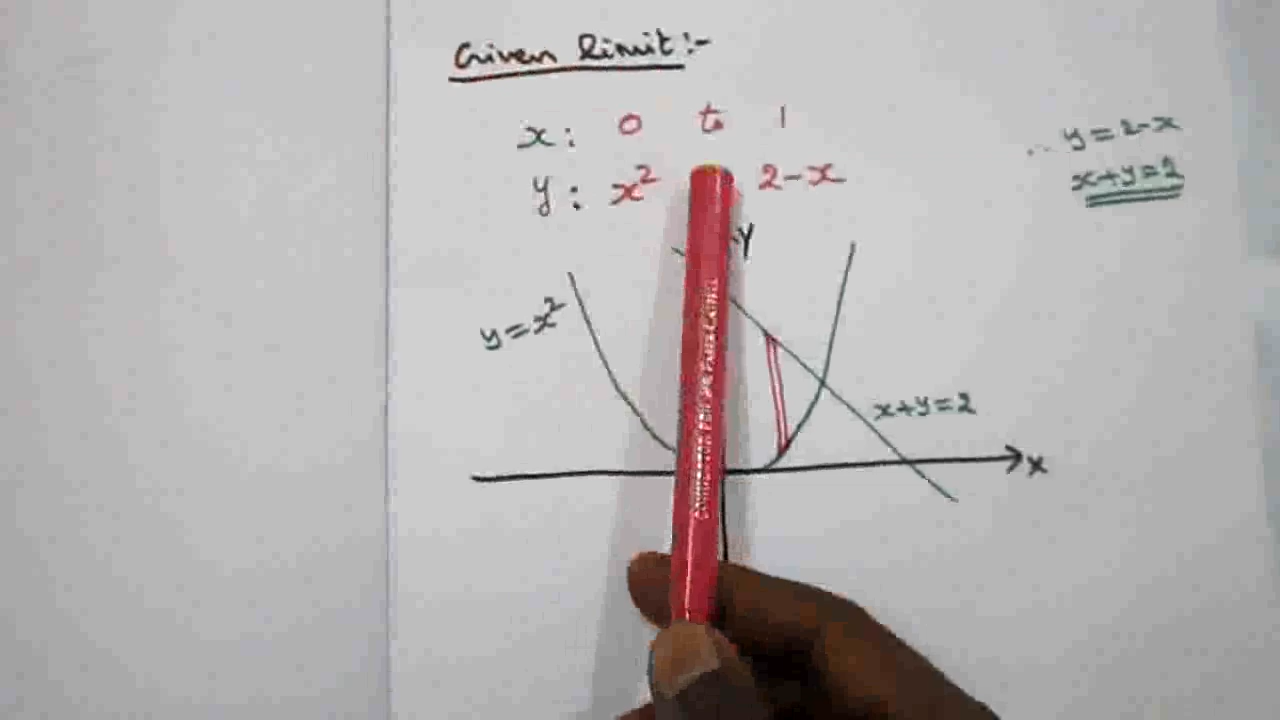 Given limit:-
x: 0 to 1
y: x² 2-x
∴ y=2-x
x+y=2
Y
y=x²
x+y=2
X